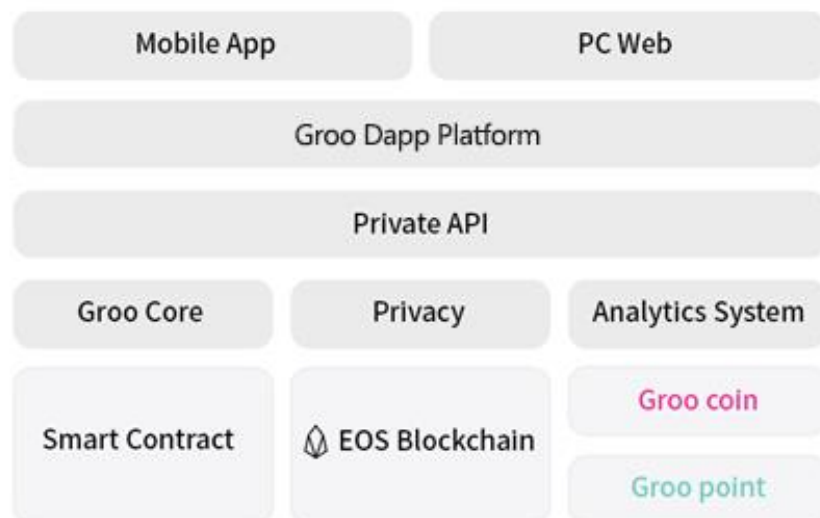 Mobile App
PC Web
Groo Dapp Platform
Private API
Groo Core
Privacy
Analytics System
Smart Contract
EOS Blockchain
Groo coin
Groo point